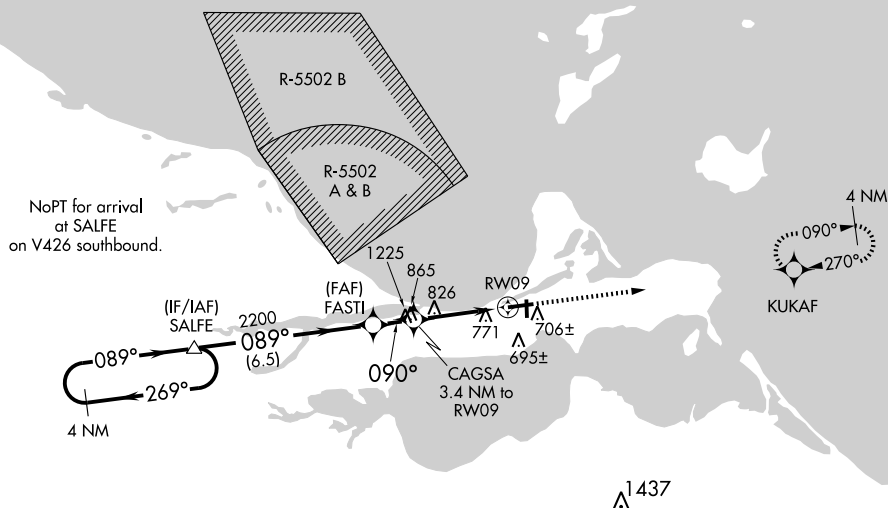 R-5502 B
R-5502
A & B
NoPT for arrival
at SALFE
on V426 southbound.
4 NM
090°
270°
KUKAF
1225
865
826
(FAF)
FASTI
RW09
(IF/IAF)
SALFE
2200
089°
(6.5)
771
706±
695±
089°
269°
090°
CAGSA
3.4 NM to
RW09
4 NM
1437